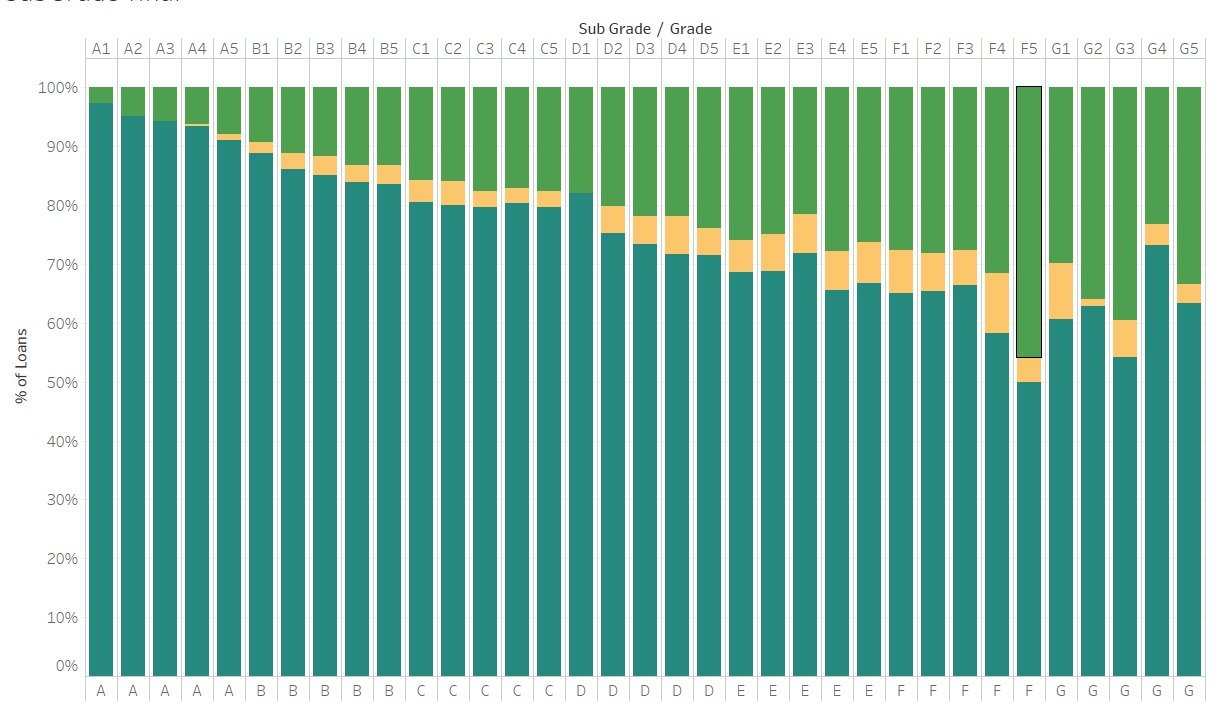 Sub Grade / Grade
A1 A2 A3 A4 A5 B1 B2 B3 B4 B5 C1 C2 C3 C4 C5 D1 D2 D3 D4 D5 E1 E2 E3 E4 E5 F1 F2 F3 F4 F5 G1 G2 G3 G4 G5
100%
90%
80%
70%
60%
50%
40%
30%
20%
10%
0%
% of Loans
A A A A A B B B B B C C C C C D D D D D E E E E E F F F F F G G G G G